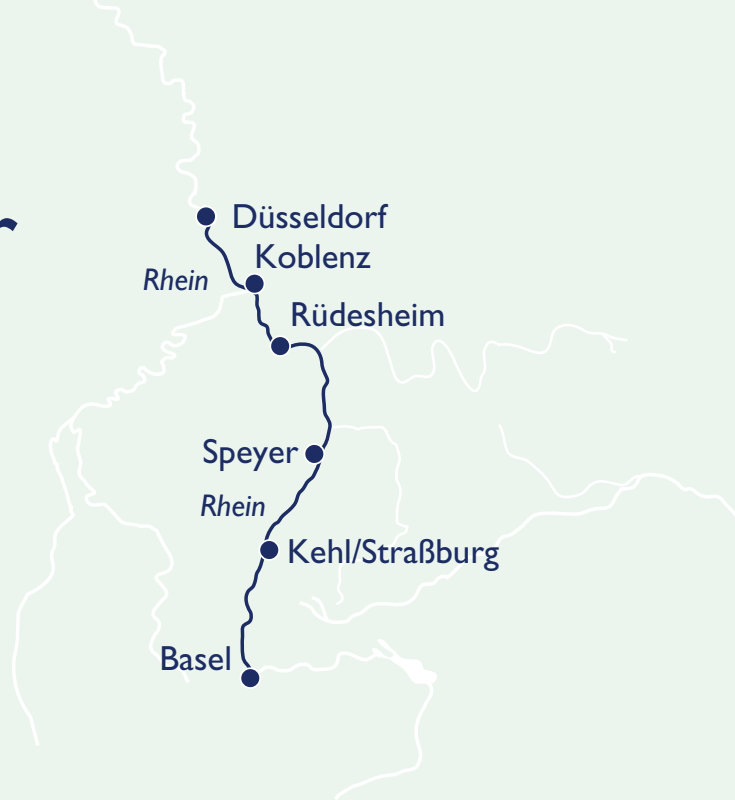 Düsseldorf
Koblenz
Rhein
Rüdesheim
Speyer
Rhein
Kehl/Straßburg
Basel